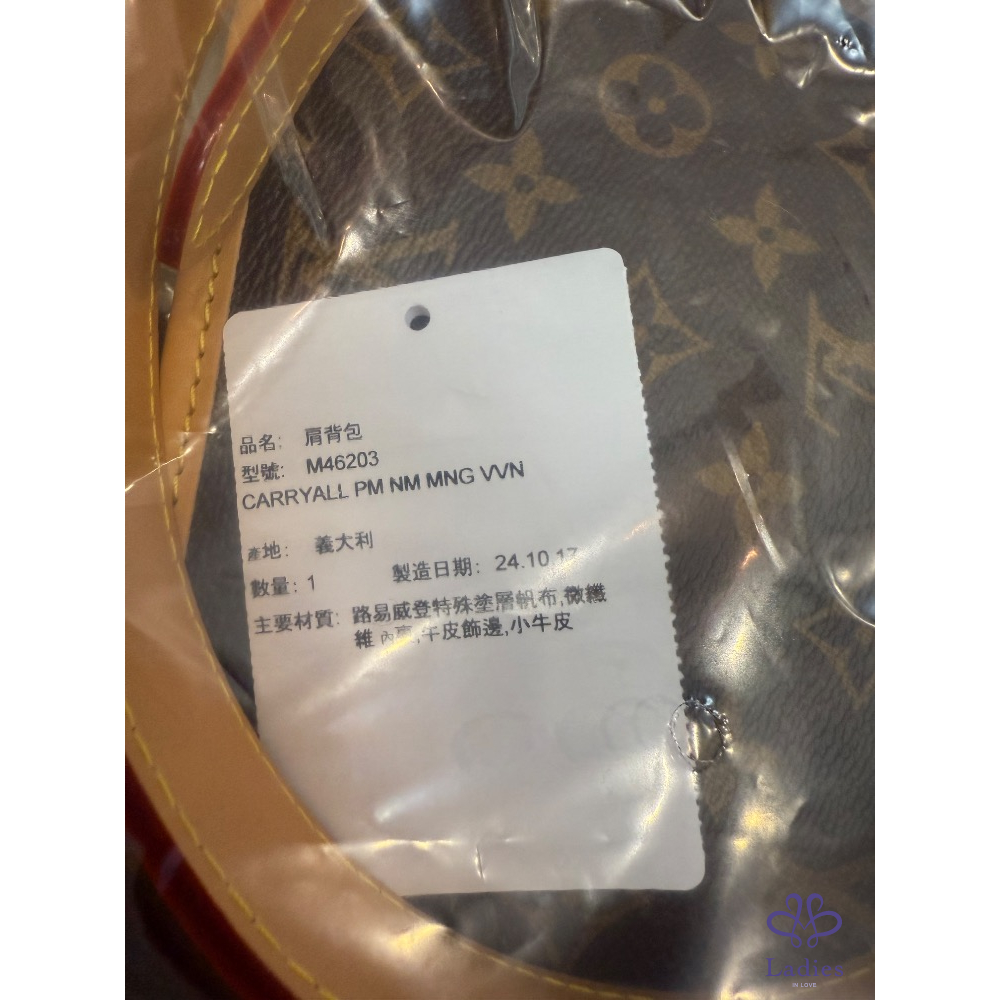 品名: 肩背包
型號: M46203
CARRYALL PM NM MNG VVN
產地: 義大利
數量: 1 製造日期: 24.10.17
主要材質: 路易威登特殊塗層帆布,微纖
維內裏,牛皮飾邊,小牛皮
Ladies
IN LOVE